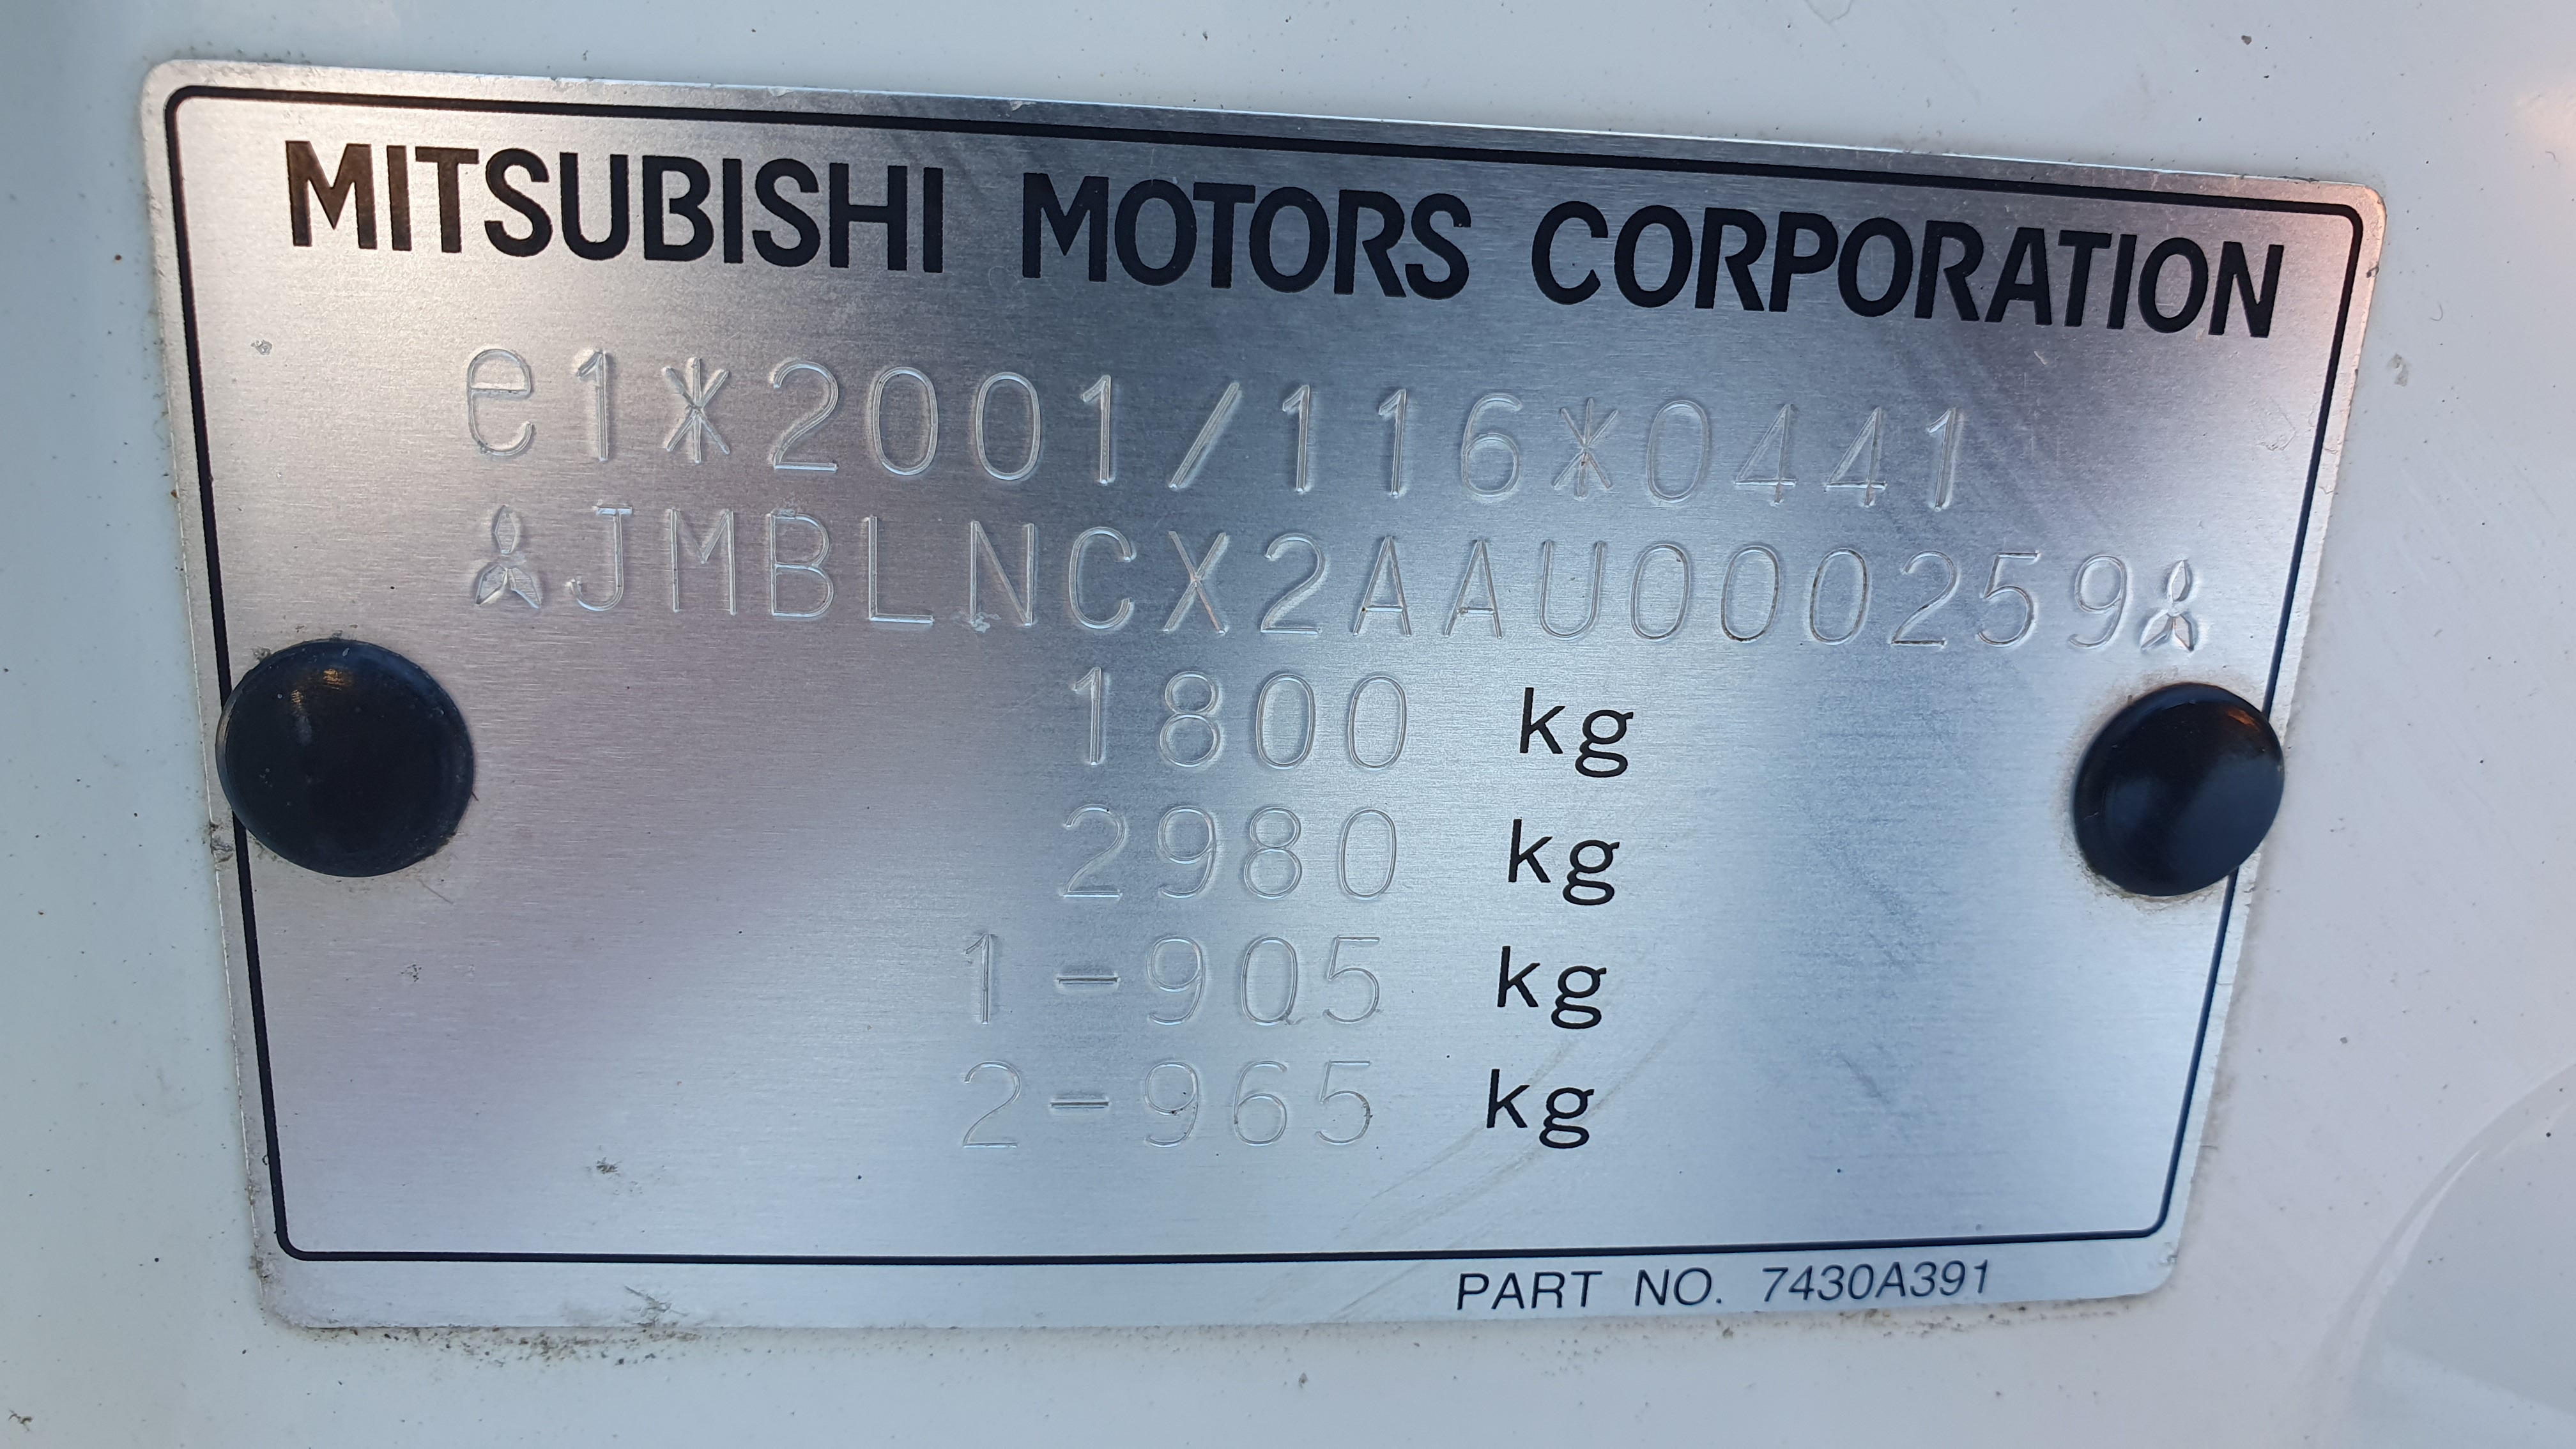 MITSUBISHI MOTORS CORPORATION
e1*2001/116*0441
JMBLNCX2AAU000259
1800 kg
2980 kg
1-905 kg
2-965 kg
PART NO. 7430A391